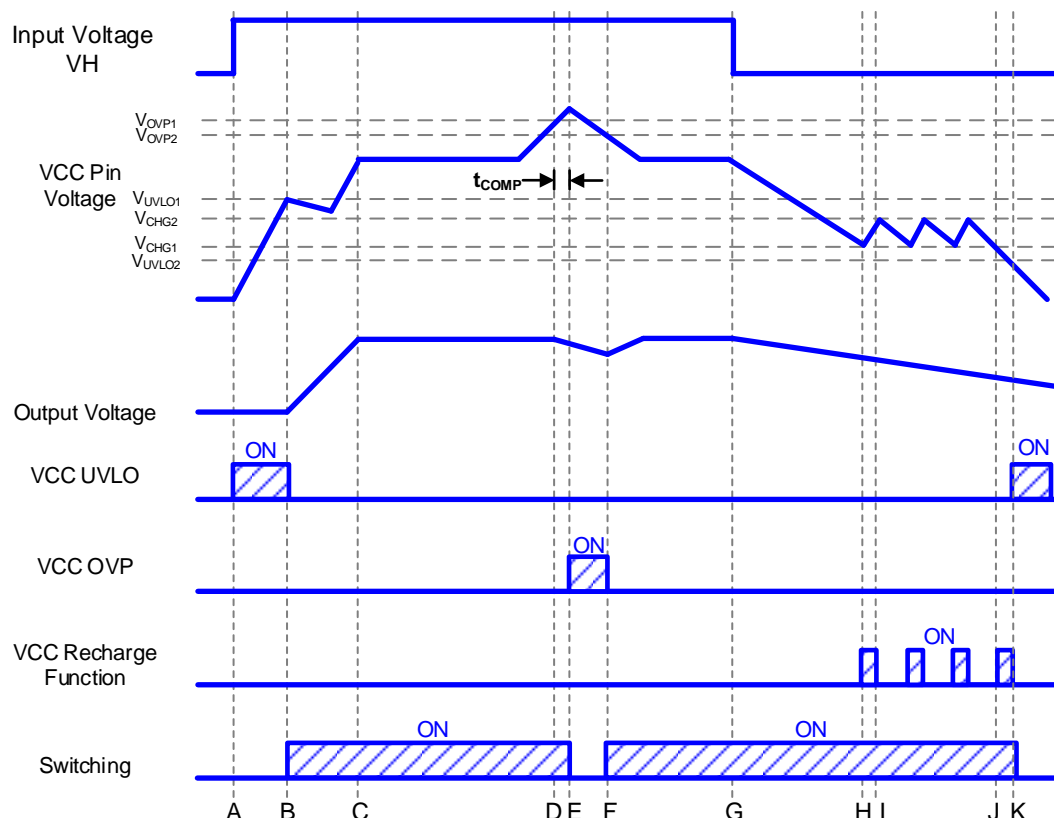 Input Voltage
VH
VOVP1
VOVP2
VCC Pin
Voltage
tCOMP
VUVLO1
VCHG2
VCHG1
VUVLO2
Output Voltage
ON
ON
VCC UVLO
ON
VCC OVP
ON
VCC Recharge
Function
ON
ON
Switching
A B C D E F G H I J K